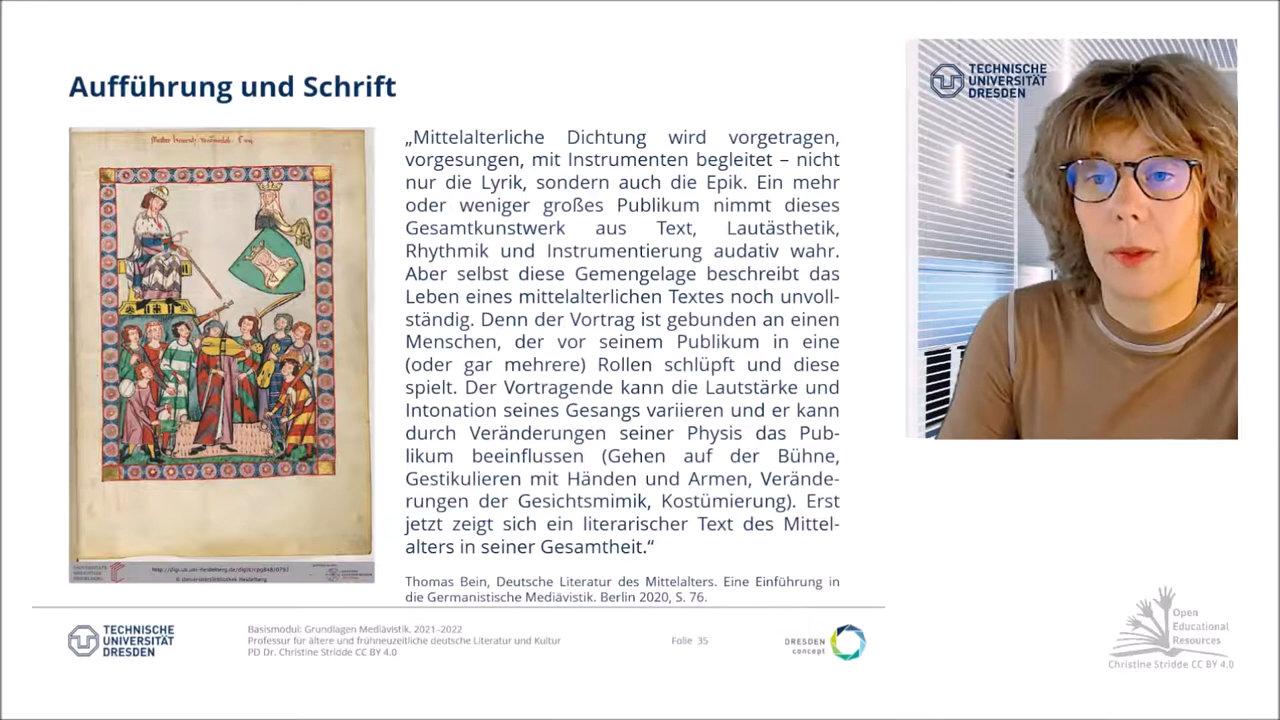 Aufführung und Schrift
TECHNISCHE
UNIVERSITÄT
DRESDEN
„Mittelalterliche Dichtung wird vorgetragen,
vorgesungen, mit Instrumenten begleitet – nicht
nur die Lyrik, sondern auch die Epik. Ein mehr
oder weniger großes Publikum nimmt dieses
Gesamtkunstwerk aus Text, Lautästhetik,
Rhythmik und Instrumentierung audativ wahr.
Aber selbst diese Gemengelage beschreibt das
Leben eines mittelalterlichen Textes noch unvoll-
ständig. Denn der Vortrag ist gebunden an einen
Menschen, der vor seinem Publikum in eine
(oder gar mehrere) Rollen schlüpft und diese
spielt. Der Vortragende kann die Lautstärke und
Intonation seines Gesangs variieren und er kann
durch Veränderungen seiner Physis das Pub-
likum beeinflussen (Gehen auf der Bühne,
Gestikulieren mit Händen und Armen, Verände-
rungen der Gesichtsmimik, Kostümierung). Erst
jetzt zeigt sich ein literarischer Text des Mittel-
alters in seiner Gesamtheit.“
Thomas Bein, Deutsche Literatur des Mittelalters. Eine Einführung in
die Germanistische Mediävistik. Berlin 2020, S. 76.
© Universitätsbibliothek Heidelberg
TECHNISCHE
UNIVERSITÄT
DRESDEN
Basismodul: Grundlagen Mediävistik, 2021–2022
Professur für ältere und frühneuzeitliche deutsche Literatur und Kultur
PD Dr. Christine Stridde CC BY 4.0
Folie 35
DRESDEN
concept
Open
Educational
Resources
Christine Stridde CC BY 4.0